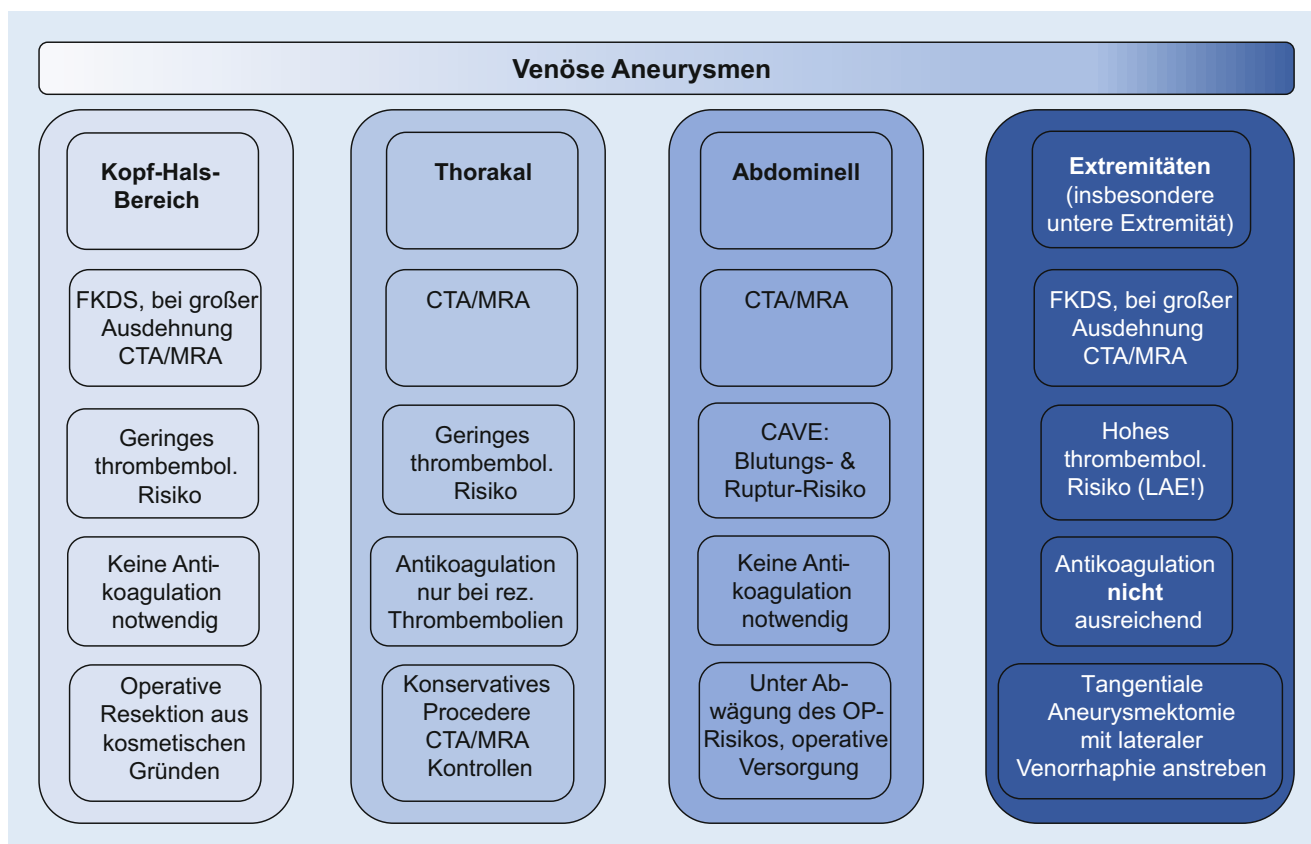 Venöse Aneurysmen
Kopf-Hals-
Bereich
FKDS, bei großer
Ausdehnung
CTA/MRA
Geringes
thrombembol.
Risiko
Keine Anti-
koagulation
notwendig
Operative
Resektion aus
kosmetischen
Gründen
Thorakal
CTA/MRA
Geringes
thrombembol.
Risiko
Antikoagulation
nur bei rez.
Thrombembolien
Konservatives
Procedere
CTA/MRA
Kontrollen
Abdominell
CTA/MRA
CAVE:
Blutungs- &
Ruptur-Risiko
Keine Anti-
koagulation
notwendig
Unter Ab-
wägung des OP-
Risikos, operative
Versorgung
Extremitäten
(insbesondere
untere Extremität)
FKDS, bei großer
Ausdehnung
CTA/MRA
Hohes
thrombembol.
Risiko (LAE!)
Antikoagulation
nicht
ausreichend
Tangentiale
Aneurysmektomie
mit lateraler
Venorrhaphie anstreben